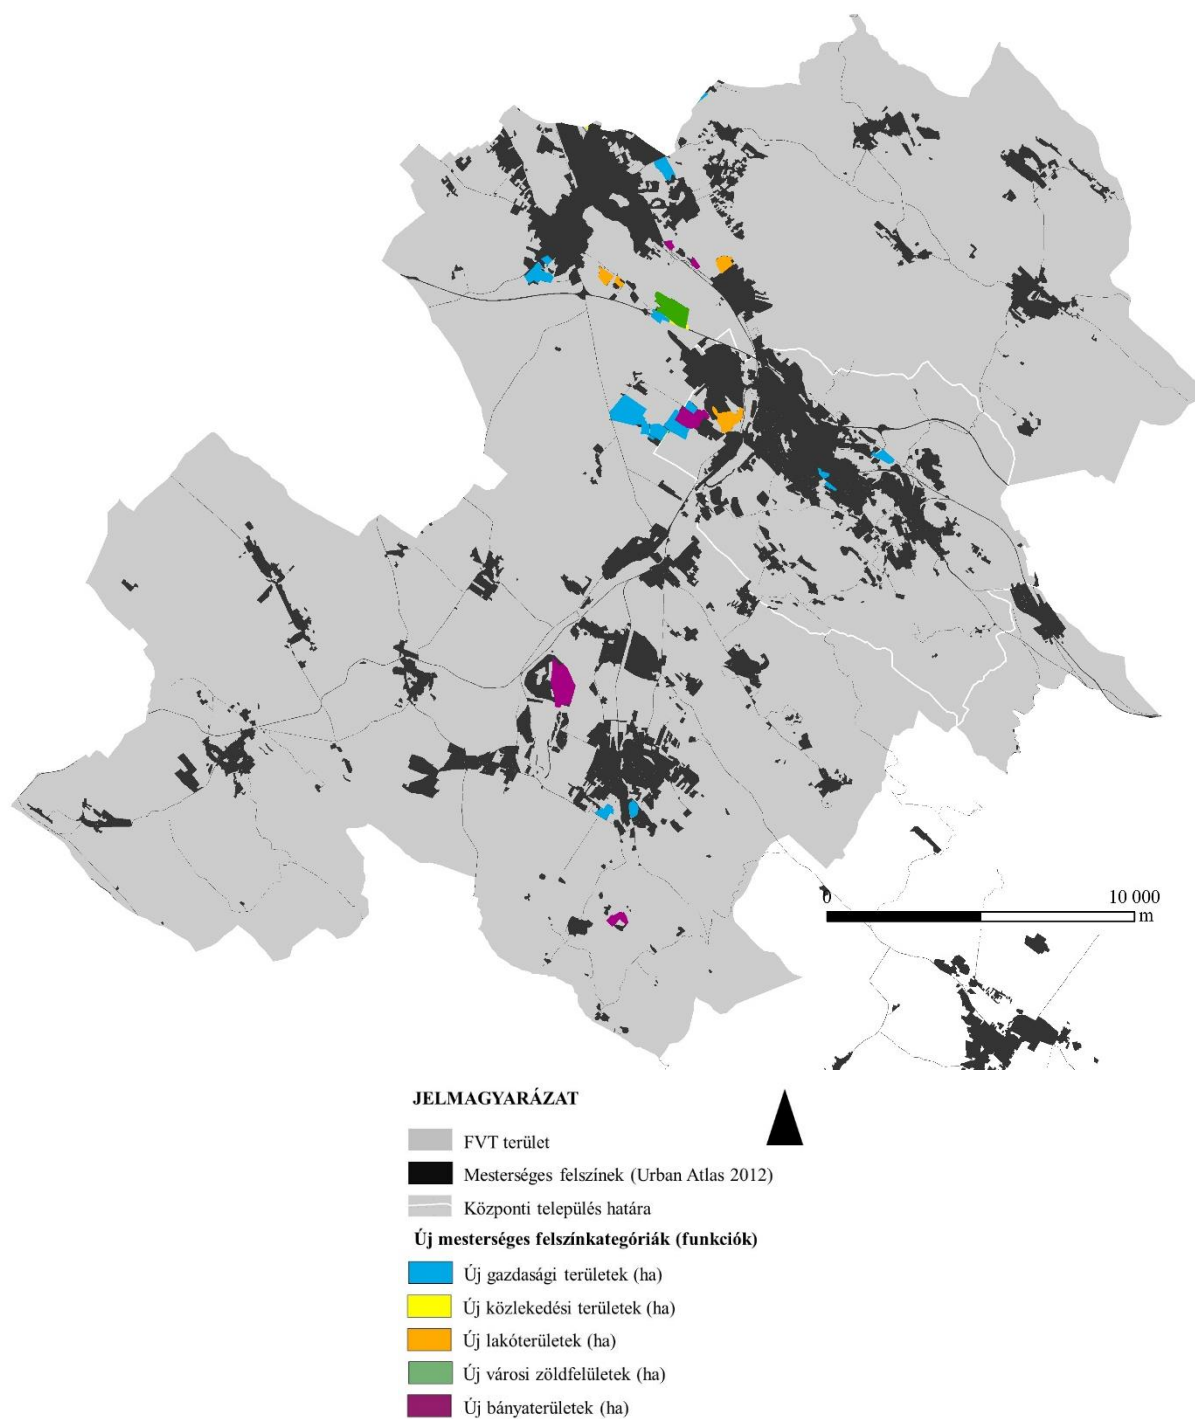 0 10 000
m
JELMAGYARÁZAT
FVT terület
Mesterséges felszínek (Urban Atlas 2012)
Központi település határa
Új mesterséges felszínkategóriák (funkciók)
Új gazdasági területek (ha)
Új közlekedési területek (ha)
Új lakóterületek (ha)
Új városi zöldfelületek (ha)
Új bányaterületek (ha)